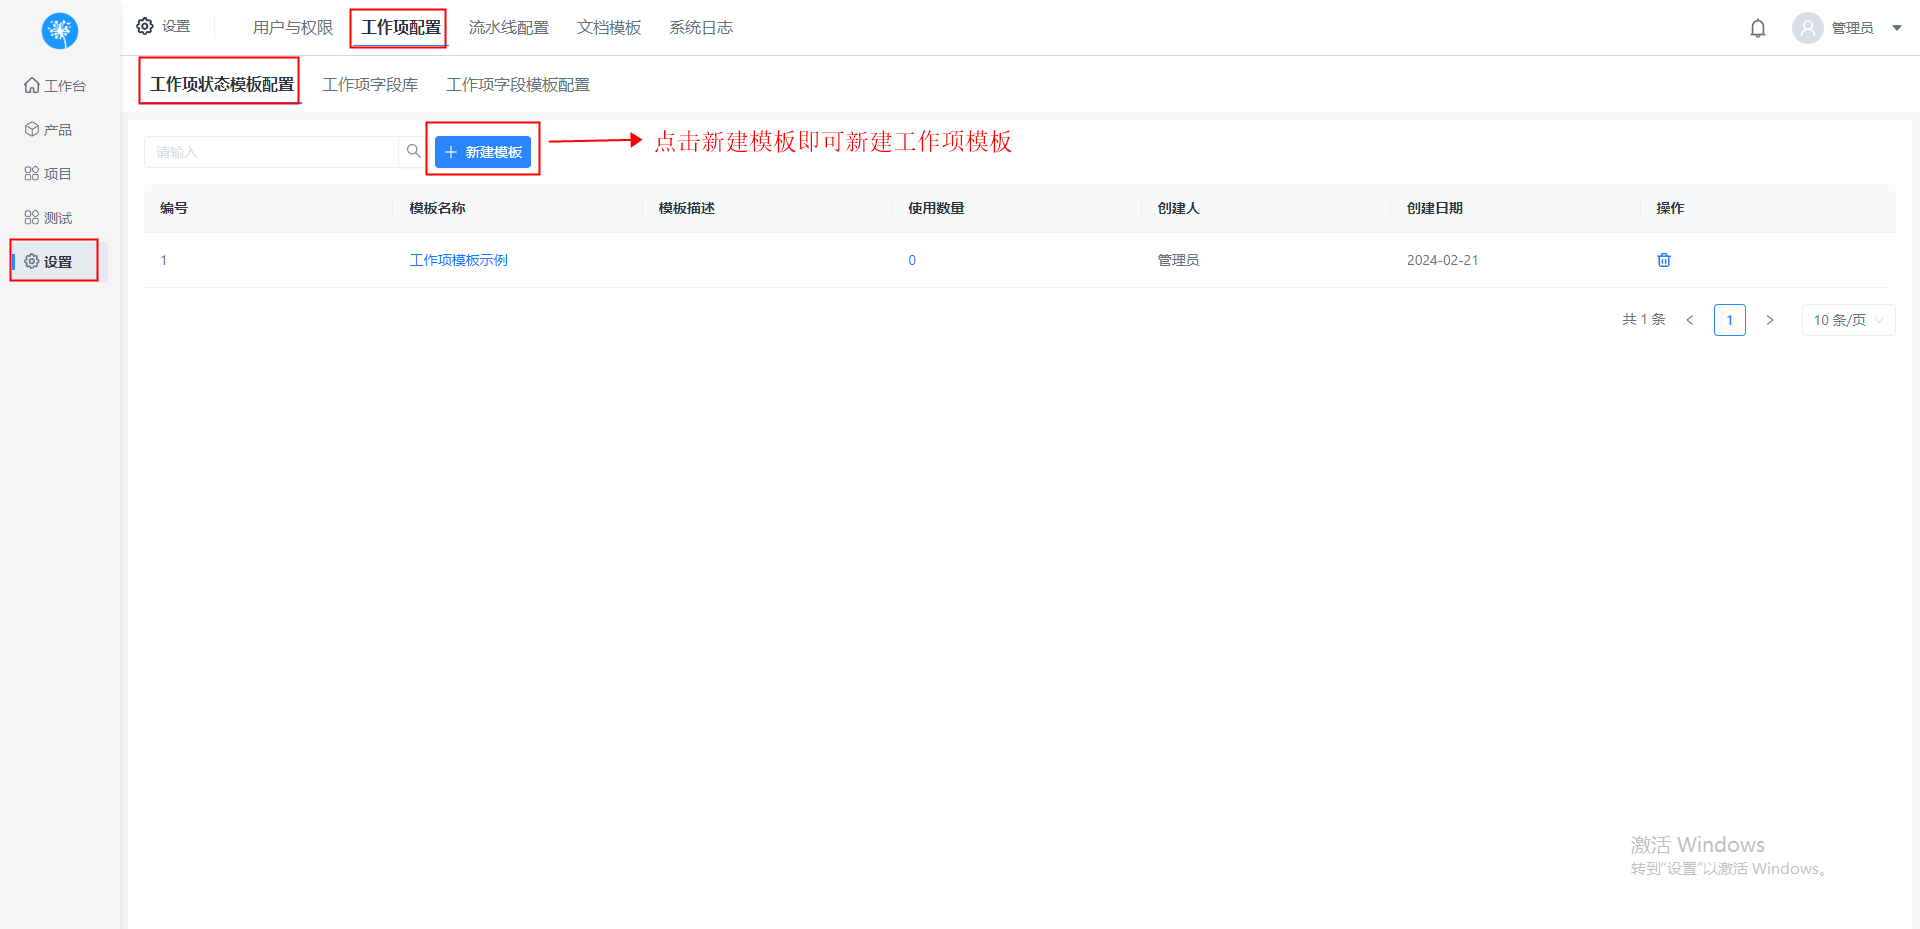 设置
用户与权限
工作项配置
流水线配置
文档模板
系统日志
管理员
工作台
产品
项目
测试
设置
工作项状态模板配置
工作项字段库
工作项字段模板配置
请输入
新建模板
点击新建模板即可新建工作项模板
编号 模板名称 模板描述 使用数量 创建人 创建日期 操作
1 工作项模板示例 0 管理员 2024-02-21
共 1 条 < 1 > 10 条/页
激活 Windows
转到“设置”以激活 Windows。